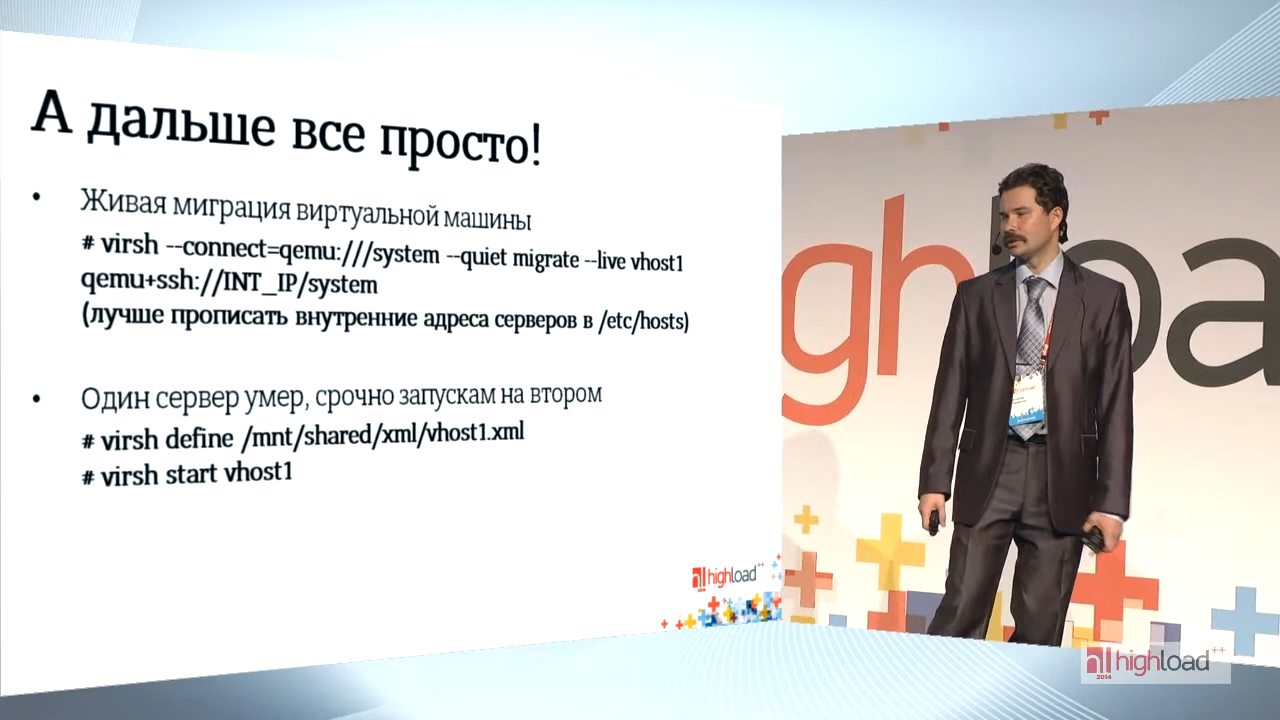 А дальше все просто!
• Живая миграция виртуальной машины
# virsh --connect=qemu:///system --quiet migrate --live vhost1
qemu+ssh://INT_IP/system
(лучше прописать внутренние адреса серверов в /etc/hosts)
• Один сервер умер, срочно запускам на втором
# virsh define /mnt/shared/xml/vhost1.xml
# virsh start vhost1
highload++
ghloa
highload++
2014